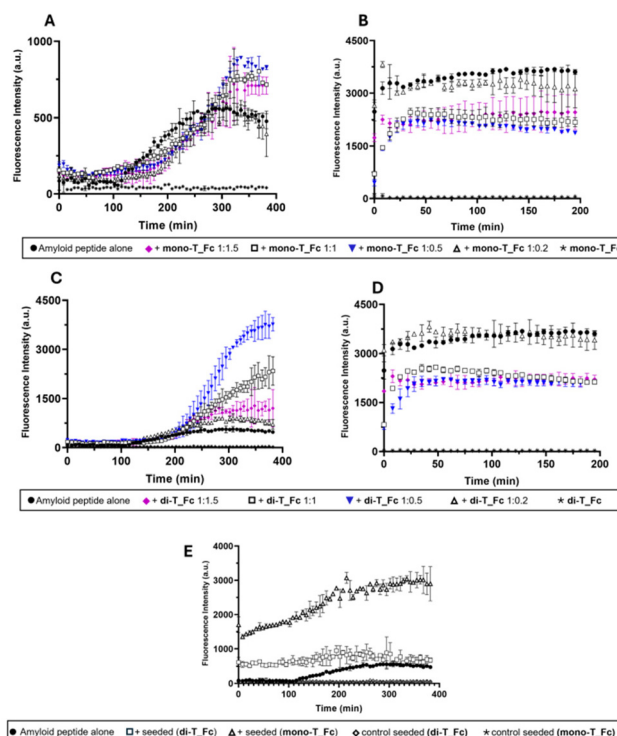 A
Fluorescence Intensity (a.u.)
1000
500
0
0 100 200 300 400
Time (min)
B
Fluorescence Intensity (a.u.)
4500
3000
1500
0
0 50 100 150 200
Time (min)
● Amyloid peptide alone ◆ + mono-T_Fc 1:1.5 □ + mono-T_Fc 1:1 ▼ + mono-T_Fc 1:0.5 △ + mono-T_Fc 1:0.2 ✶ mono-T_Fc
C
Fluorescence Intensity (a.u.)
4500
3000
1500
0
0 100 200 300 400
Time (min)
D
Fluorescence Intensity (a.u.)
4500
3000
1500
0
0 50 100 150 200
Time (min)
● Amyloid peptide alone ◆ + di-T_Fc 1:1.5 □ + di-T_Fc 1:1 ▼ + di-T_Fc 1:0.5 △ + di-T_Fc 1:0.2 ✶ di-T_Fc
E
Fluorescence Intensity (a.u.)
4000
3000
2000
1000
0
0 100 200 300 400
Time (min)
● Amyloid peptide alone □ + seeded (di-T_Fc) △ + seeded (mono-T_Fc) ◇ control seeded (di-T_Fc) ✶ control seeded (mono-T_Fc)